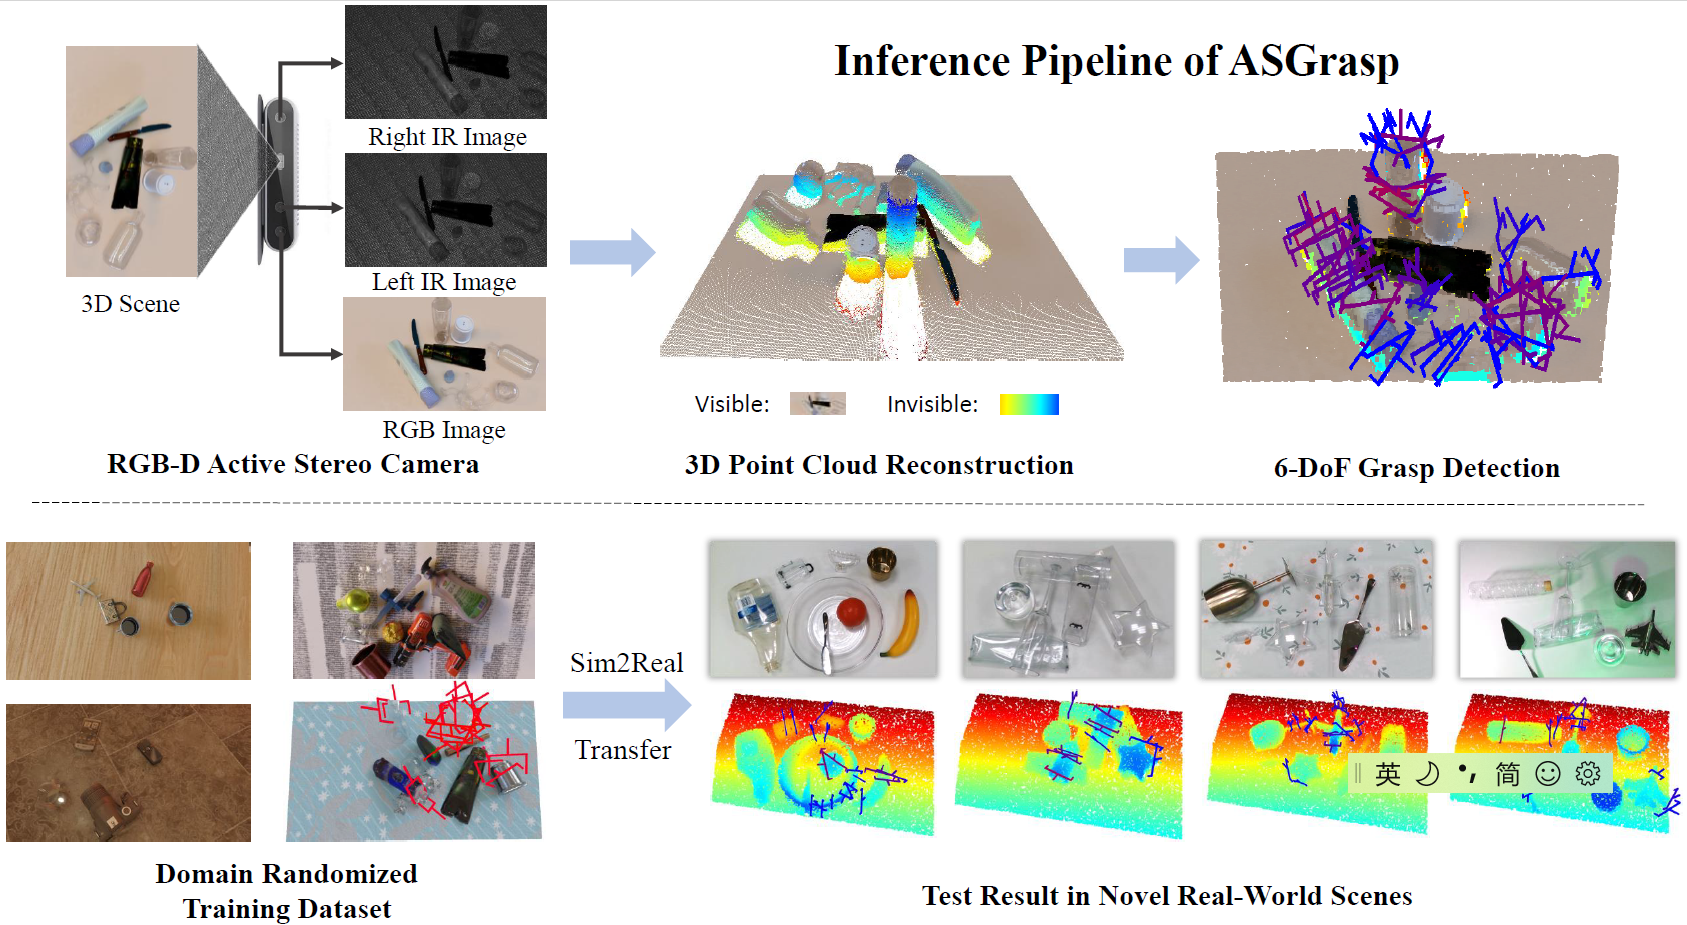 Inference Pipeline of ASGrasp
Right IR Image
Left IR Image
3D Scene
RGB Image
Visible:
Invisible:
RGB-D Active Stereo Camera
3D Point Cloud Reconstruction
6-DoF Grasp Detection
Sim2Real
Transfer
英 简
Domain Randomized
Training Dataset
Test Result in Novel Real-World Scenes